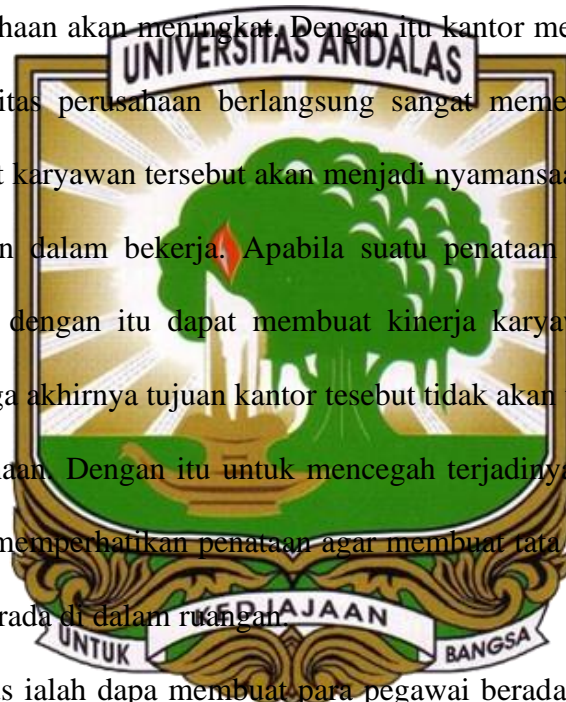 haan akan meningkat. Dengan itu kantor me
UNIVERSITAS ANDALAS
itas perusahaan berlangsung sangat meme
t karyawan tersebut akan menjadi nyamansaa
n dalam bekerja. Apabila suatu penataan
dengan itu dapat membuat kinerja karyaw
ga akhirnya tujuan kantor tesebut tidak akan
aan. Dengan itu untuk mencegah terjadinya
memperhatikan penataan agar membuat tata
rada di dalam ruangan.
UNTUK KEDJAJAAN BANGSA
s ialah dapa membuat para pegawai berada